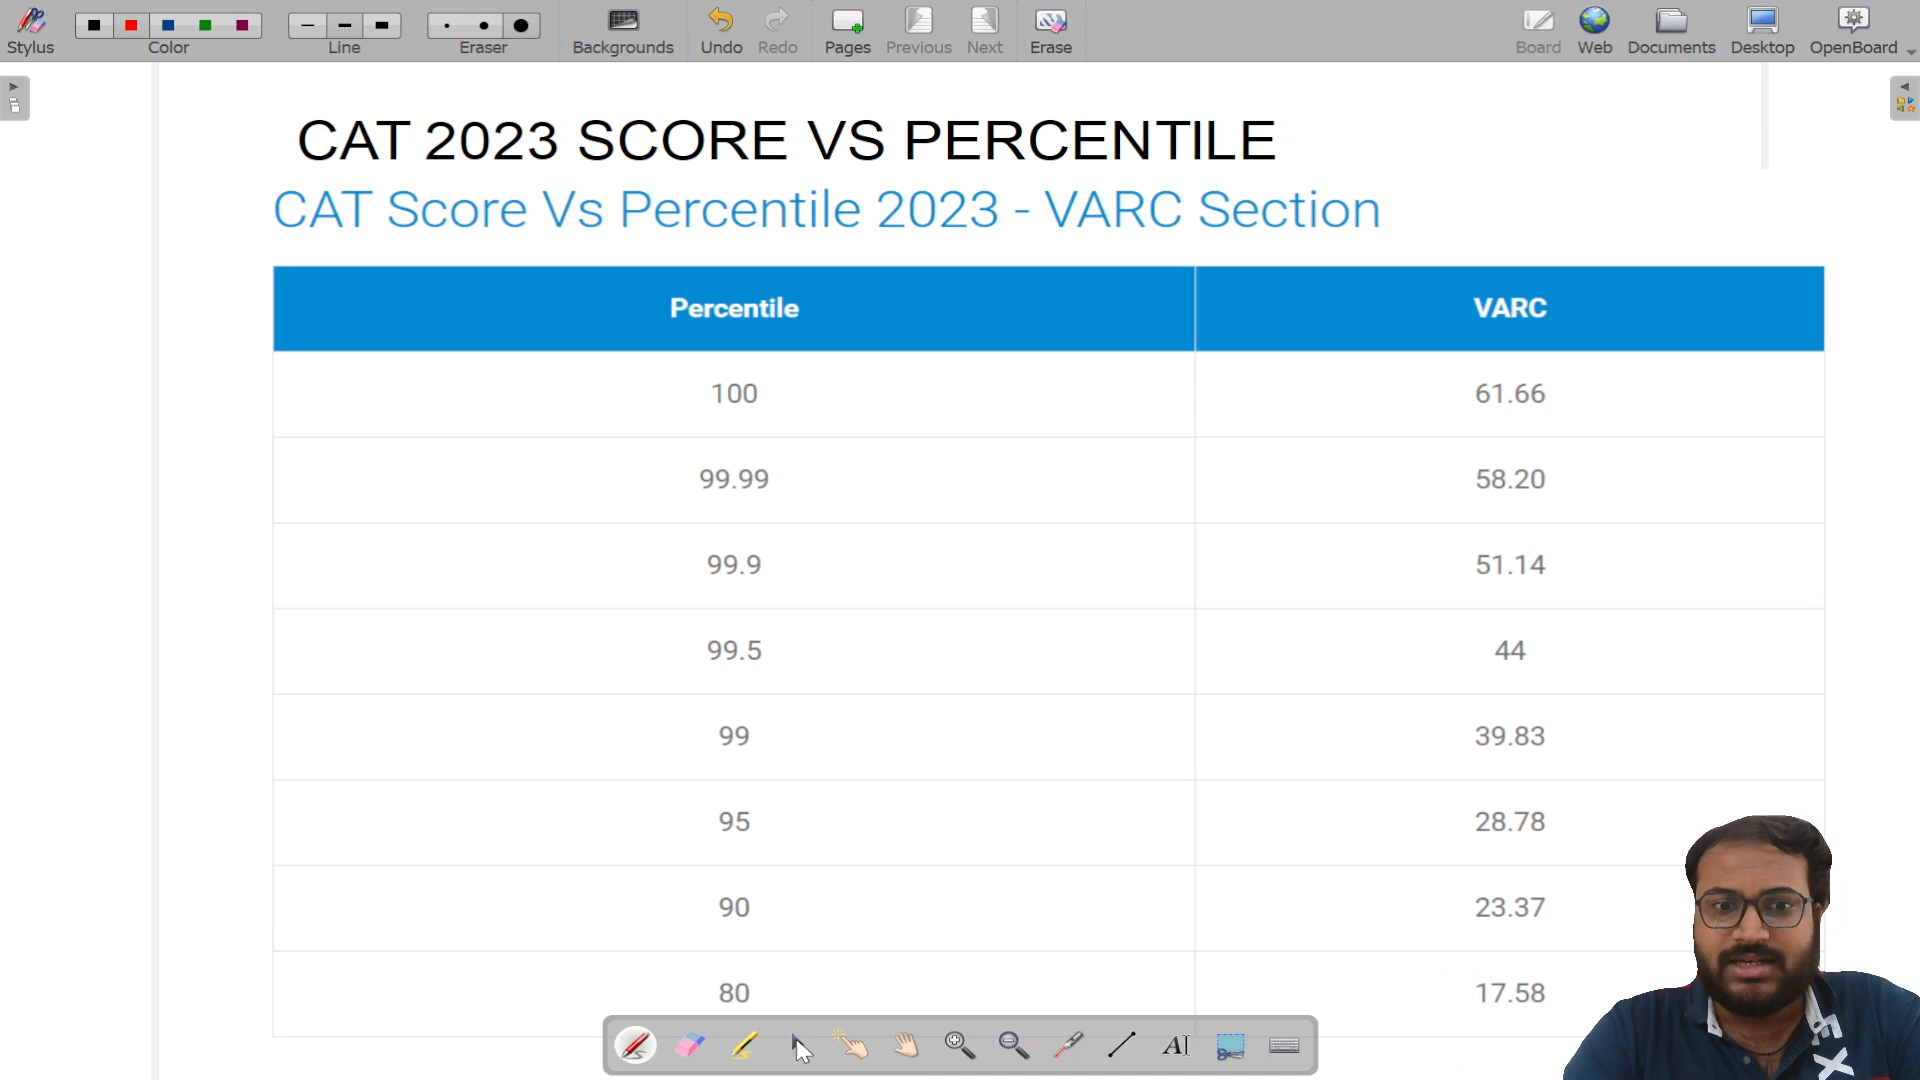 Stylus
Color
Line
Eraser
Backgrounds
Undo
Redo
Pages
Previous
Next
Erase
Board
Web
Documents
Desktop
OpenBoard
CAT 2023 SCORE VS PERCENTILE
CAT Score Vs Percentile 2023 - VARC Section
Percentile VARC
100 61.66
99.99 58.20
99.9 51.14
99.5 44
99 39.83
95 28.78
90 23.37
80 17.58
AI